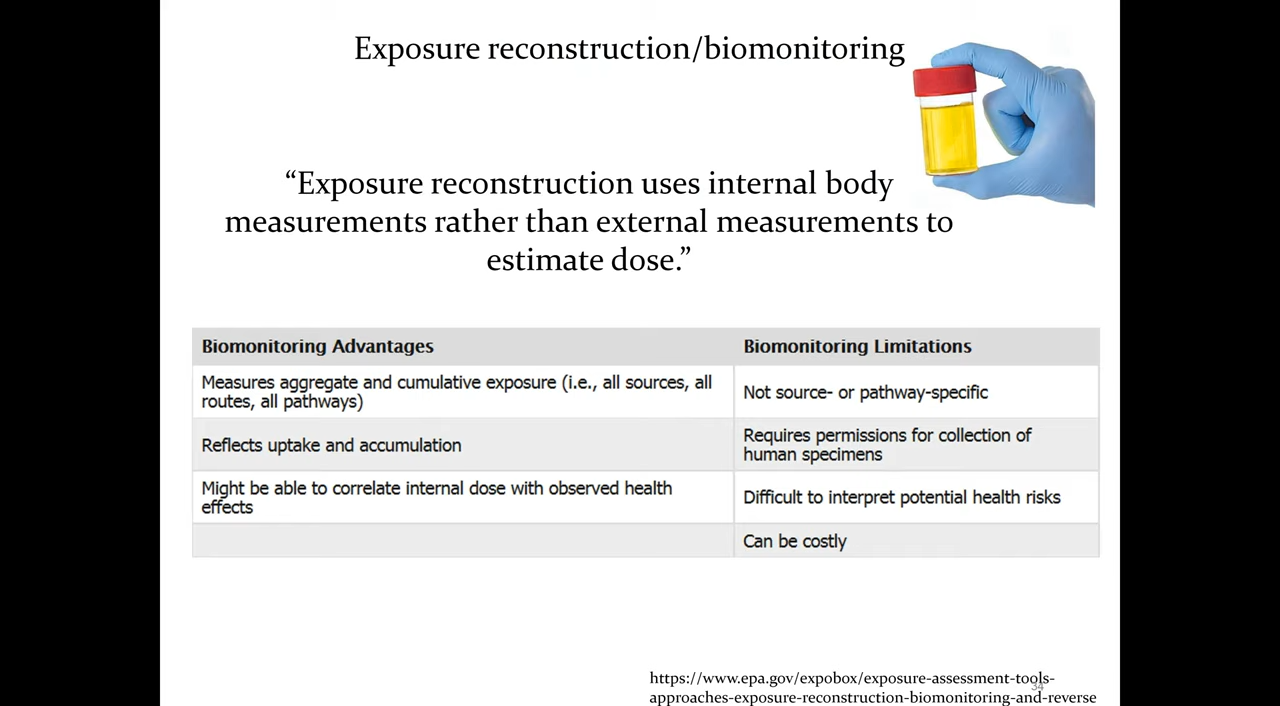 Exposure reconstruction/biomonitoring
“Exposure reconstruction uses internal body
measurements rather than external measurements to
estimate dose.”
Biomonitoring Advantages
Biomonitoring Limitations
Measures aggregate and cumulative exposure (i.e., all sources, all
routes, all pathways)
Not source- or pathway-specific
Reflects uptake and accumulation
Requires permissions for collection of
human specimens
Might be able to correlate internal dose with observed health
effects
Difficult to interpret potential health risks
Can be costly
https://www.epa.gov/expobox/exposure-assessment-tools-
approaches-exposure-reconstruction-biomonitoring-and-reverse
34